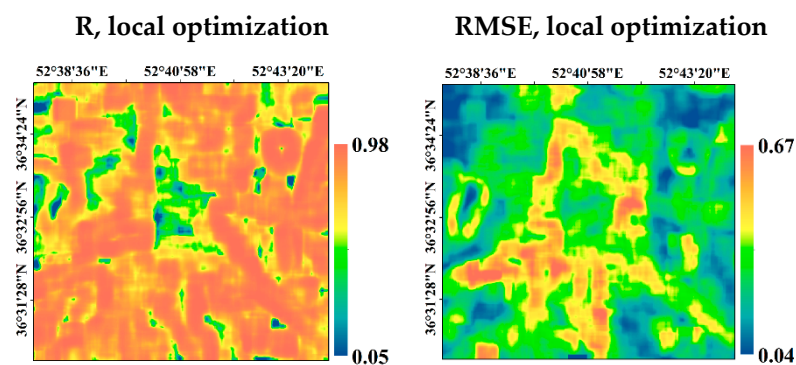 R, local optimization
RMSE, local optimization
52°38'36"E 52°40'58"E 52°43'20"E
52°38'36"E 52°40'58"E 52°43'20"E
36°34'24"N
36°32'56"N
36°31'28"N
0.98
0.05
36°34'24"N
36°32'56"N
36°31'28"N
0.67
0.04